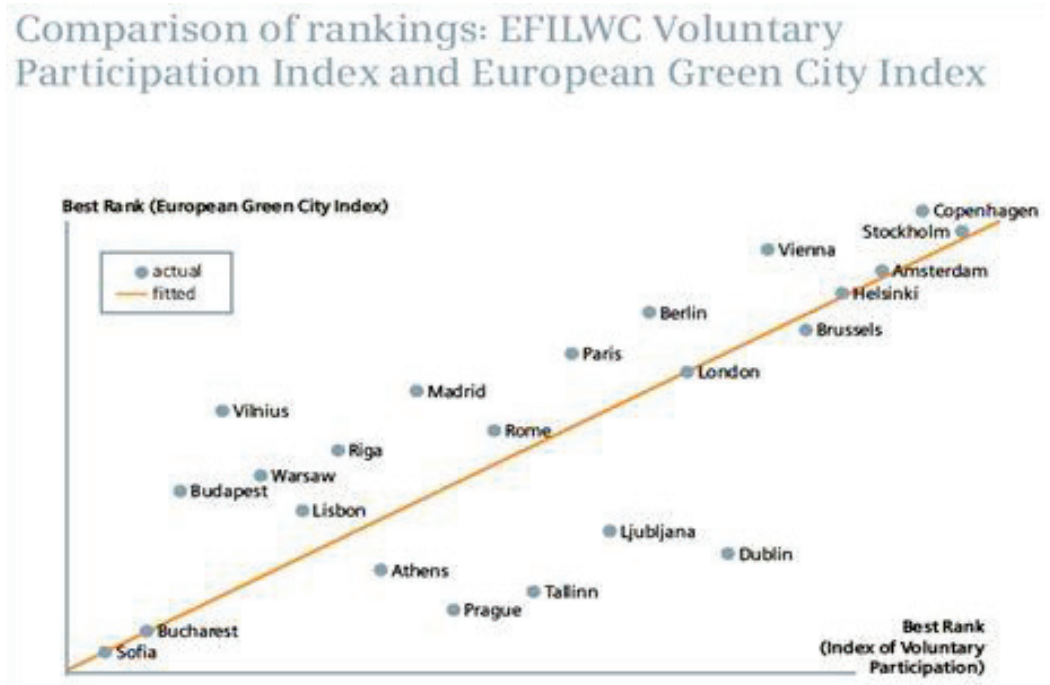 Comparison of rankings: EFILWC Voluntary
Participation Index and European Green City Index
Best Rank (European Green City Index)
actual
fitted
Copenhagen
Stockholm
Vienna
Amsterdam
Helsinki
Berlin
Brussels
Paris
London
Madrid
Vilnius
Rome
Riga
Warsaw
Budapest
Lisbon
Ljubljana
Dublin
Athens
Tallinn
Prague
Bucharest
Sofia
Best Rank
(Index of Voluntary
Participation)